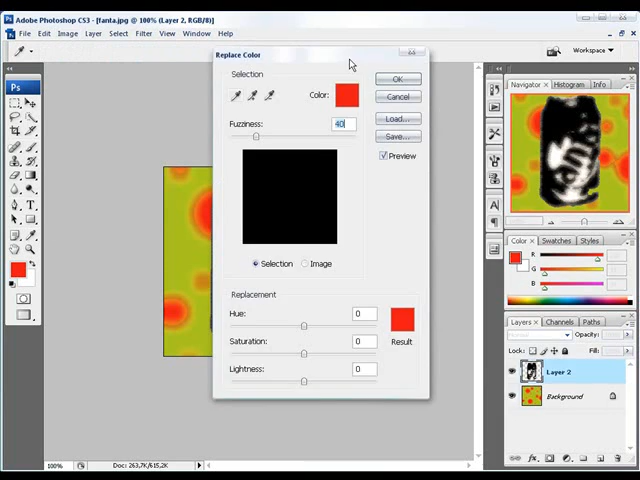 Adobe Photoshop CS3 - [fanta.jpg @ 100% (Layer 2, RGB/8)]
File Edit Image Layer Select Filter View Window Help
Workspace
Ps
Replace Color
Selection
Color:
Fuzziness: 40
Selection Image
Replacement
Hue: 0
Saturation: 0
Lightness: 0
Result
OK
Cancel
Load...
Save...
Preview
Navigator Histogram Info
Color Swatches Styles
R
G
B
Layers Channels Paths
Opacity:
Lock: Fill:
Layer 2
Background
100% Doc: 263,7K/615,2K